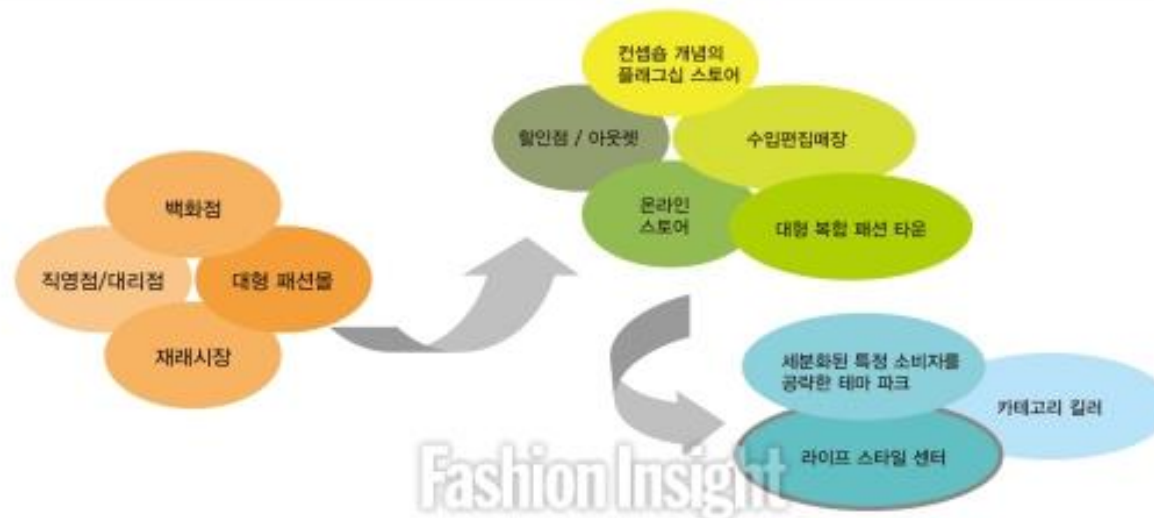 백화점
직영점/대리점
대형 패션몰
재래시장
컨셉숍 개념의
플래그십 스토어
할인점 / 아웃렛
수입편집매장
온라인
스토어
대형 복합 패션 타운
세분화된 특정 소비자를
공략한 테마 파크
카테고리 킬러
라이프 스타일 센터
Fashion Insight